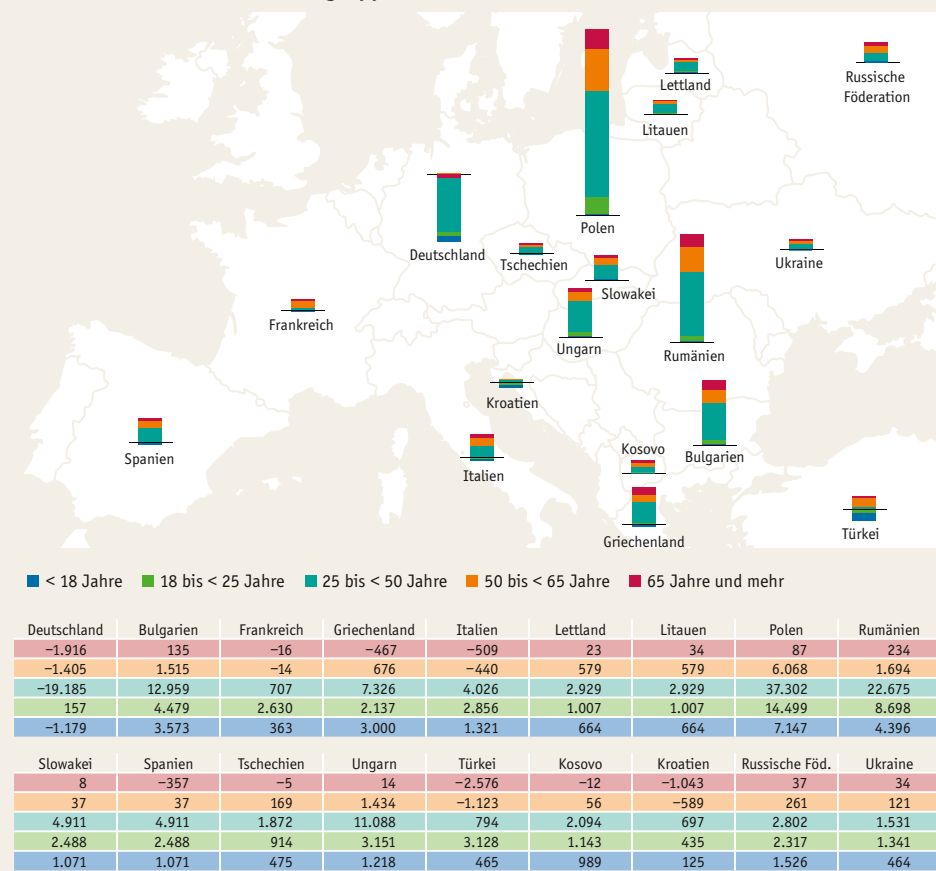 Lettland
Russische
Föderation
Litauen
Polen
Deutschland
Tschechien
Ukraine
Slowakei
Frankreich
Ungarn
Rumänien
Kroatien
Spanien
Kosovo
Bulgarien
Italien
Türkei
Griechenland
< 18 Jahre 18 bis < 25 Jahre 25 bis < 50 Jahre 50 bis < 65 Jahre 65 Jahre und mehr
Deutschland Bulgarien Frankreich Griechenland Italien Lettland Litauen Polen Rumänien
−1.916 135 −16 −467 −509 23 34 87 234
−1.405 1.515 −14 676 −440 579 579 6.068 1.694
−19.185 12.959 707 7.326 4.026 2.929 2.929 37.302 22.675
157 4.479 2.630 2.137 2.856 1.007 1.007 14.499 8.698
−1.179 3.573 363 3.000 1.321 664 664 7.147 4.396
Slowakei Spanien Tschechien Ungarn Türkei Kosovo Kroatien Russische Föd. Ukraine
8 −357 −5 14 −2.576 −12 −1.043 37 34
37 37 169 1.434 −1.123 56 −589 261 121
4.911 4.911 1.872 11.088 794 2.094 697 2.802 1.531
2.488 2.488 914 3.151 3.128 1.143 435 2.317 1.341
1.071 1.071 475 1.218 465 989 125 1.526 464